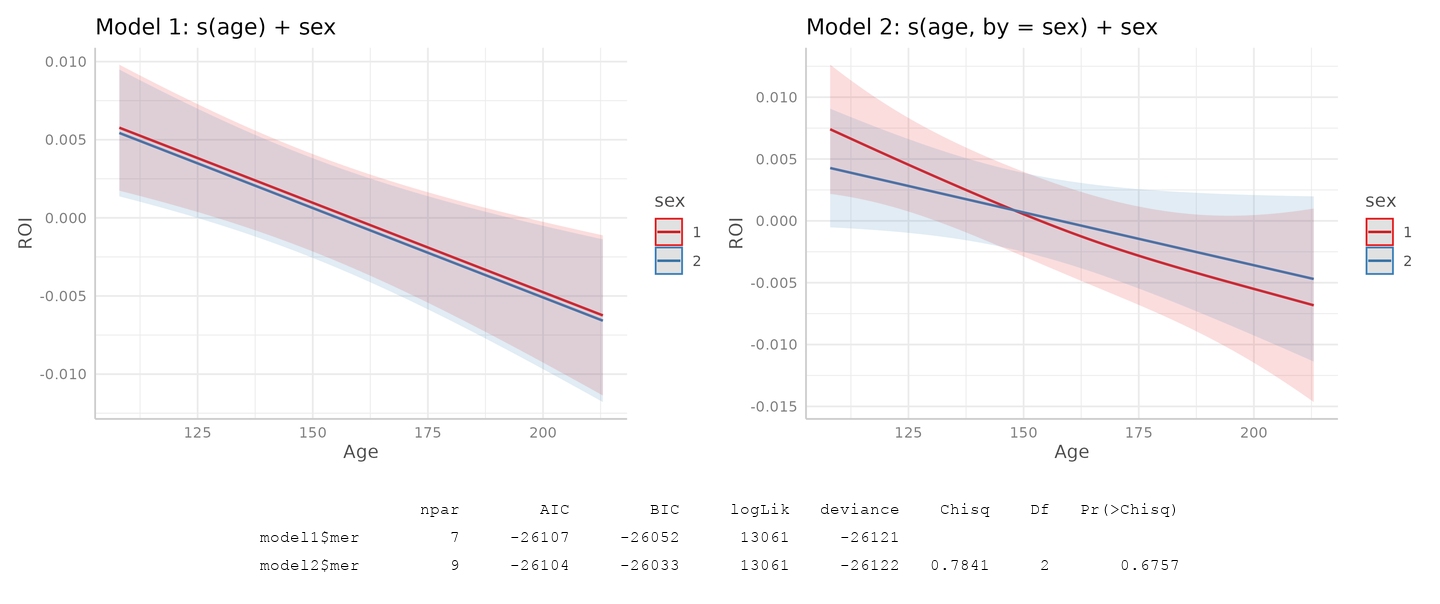 Model 1: s(age) + sex
0.010
0.005
0.000
-0.005
-0.010
ROI
125 150 175 200
Age
sex
1
2
Model 2: s(age, by = sex) + sex
0.010
0.005
0.000
-0.005
-0.010
-0.015
ROI
125 150 175 200
Age
sex
1
2
npar AIC BIC logLik deviance Chisq Df Pr(>Chisq)
model1$mer 7 -26107 -26052 13061 -26121
model2$mer 9 -26104 -26033 13061 -26122 0.7841 2 0.6757